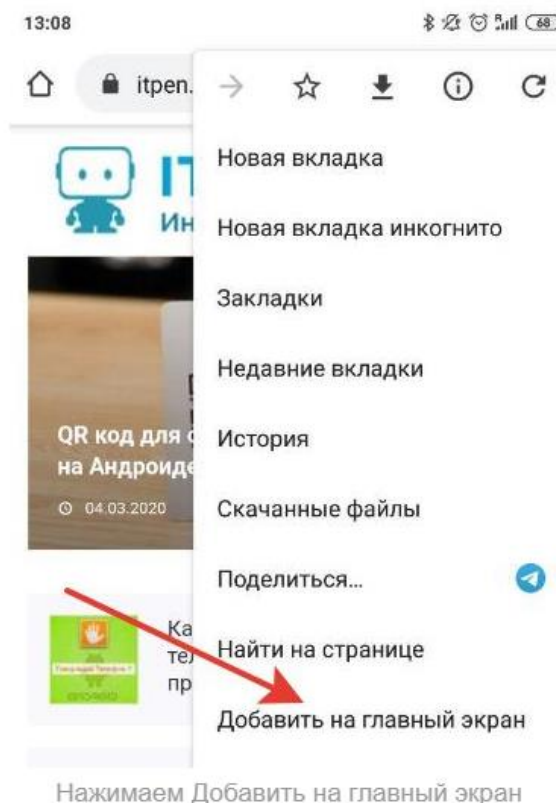 13:08
68
itpen.
IT
Ин
Новая вкладка
Новая вкладка инкогнито
Закладки
Недавние вкладки
QR код для с
на Андроиде
04.03.2020
История
Скачанные файлы
Поделиться...
Ка
тел
пр
Найти на странице
Добавить на главный экран
Нажимаем Добавить на главный экран